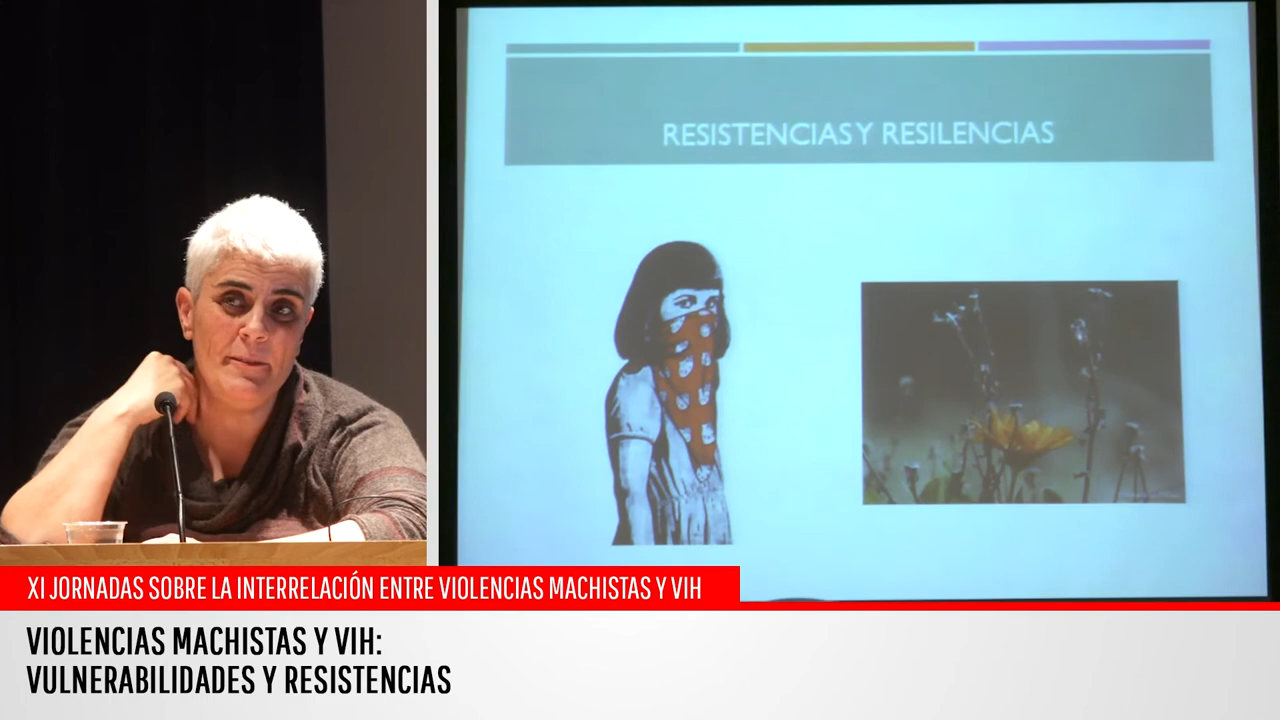 RESISTENCIAS Y RESILENCIAS
XI JORNADAS SOBRE LA INTERRELACIÓN ENTRE VIOLENCIAS MACHISTAS Y VIH
VIOLENCIAS MACHISTAS Y VIH:
VULNERABILIDADES Y RESISTENCIAS